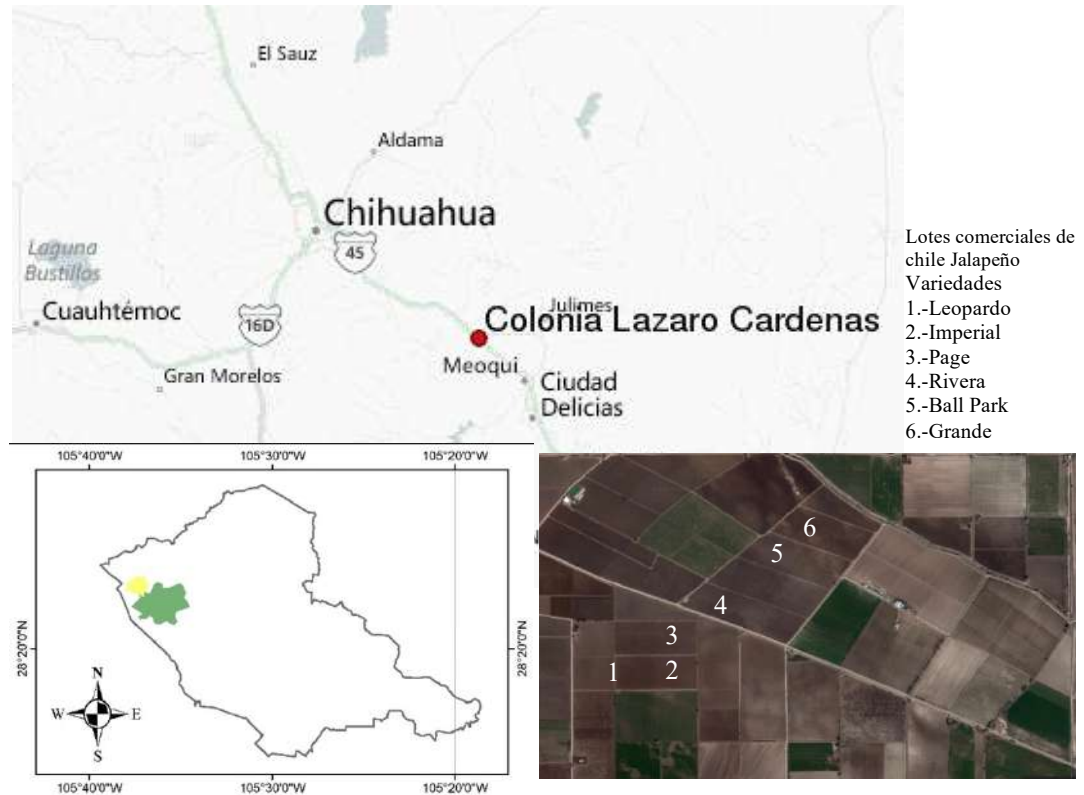 El Sauz
Aldama
Chihuahua
45
Laguna
Bustillos
Cuauhtémoc
16D
Gran Morelos
Julimes
Colonia Lazaro Cardenas
Meoqui
Ciudad
Delicias
Lotes comerciales de
chile Jalapeño
Variedades
1.-Leopardo
2.-Imperial
3.-Page
4.-Rivera
5.-Ball Park
6.-Grande
105°40'0"W 105°30'0"W 105°20'0"W
28°20'0"N
28°20'0"N
N
W E
S
105°40'0"W 105°30'0"W 105°20'0"W
6
5
4
3
1 2